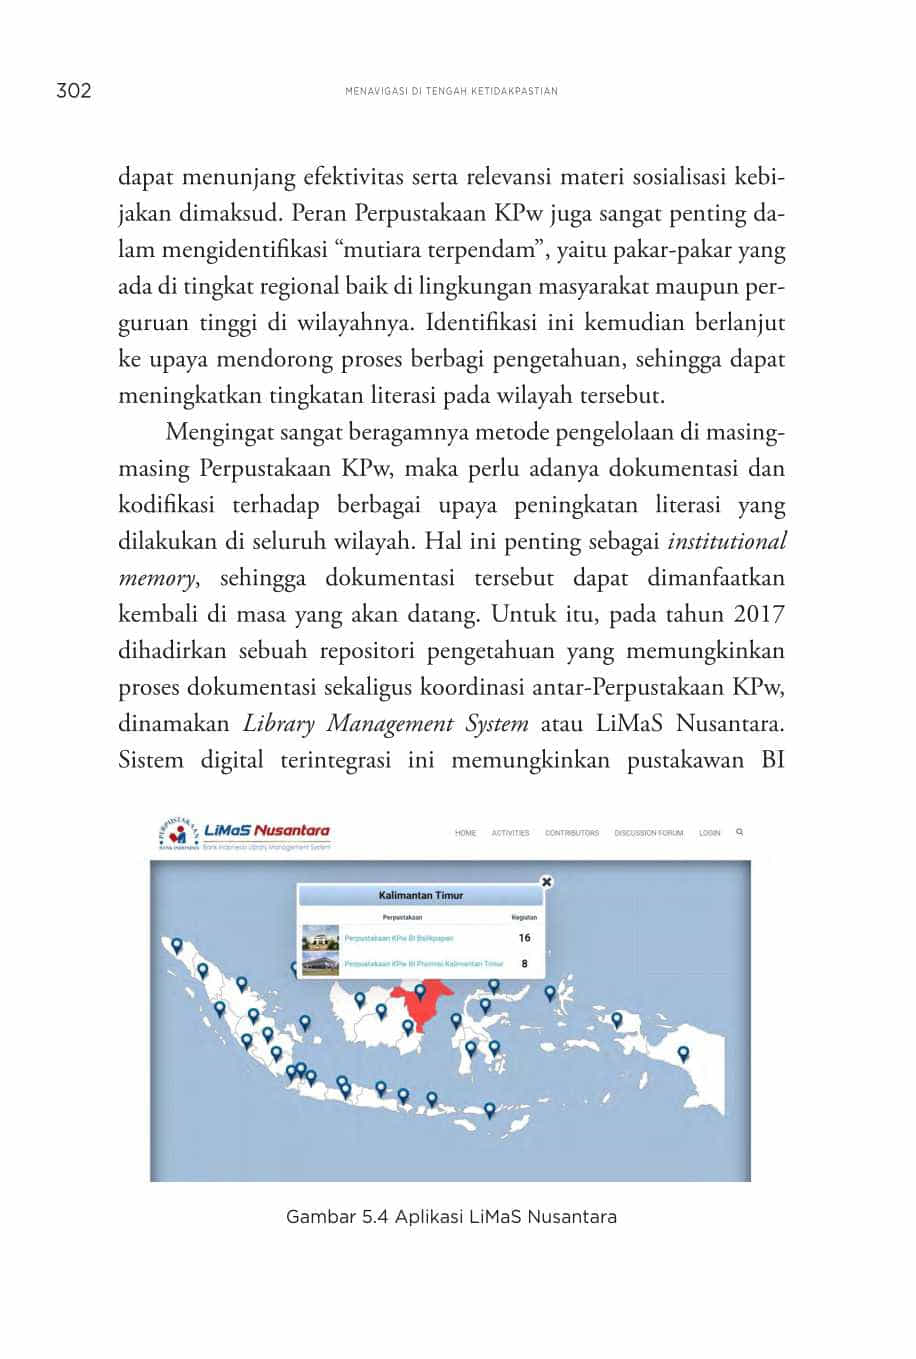 302
MENAVIGASI DI TENGAH KETIDAKPASTIAN
dapat menunjang efektivitas serta relevansi materi sosialisasi kebi-
jakan dimaksud. Peran Perpustakaan KPw juga sangat penting da-
lam mengidentifikasi “mutiara terpendam”, yaitu pakar-pakar yang
ada di tingkat regional baik di lingkungan masyarakat maupun per-
guruan tinggi di wilayahnya. Identifikasi ini kemudian berlanjut
ke upaya mendorong proses berbagi pengetahuan, sehingga dapat
meningkatkan tingkatan literasi pada wilayah tersebut.
Mengingat sangat beragamnya metode pengelolaan di masing-
masing Perpustakaan KPw, maka perlu adanya dokumentasi dan
kodifikasi terhadap berbagai upaya peningkatan literasi yang
dilakukan di seluruh wilayah. Hal ini penting sebagai institutional
memory, sehingga dokumentasi tersebut dapat dimanfaatkan
kembali di masa yang akan datang. Untuk itu, pada tahun 2017
dihadirkan sebuah repositori pengetahuan yang memungkinkan
proses dokumentasi sekaligus koordinasi antar-Perpustakaan KPw,
dinamakan Library Management System atau LiMaS Nusantara.
Sistem digital terintegrasi ini memungkinkan pustakawan BI
PERPUSTAKAAN
BANK INDONESIA
LiMaS Nusantara
Bank Indonesia Library Management System
HOME ACTIVITIES CONTRIBUTORS DISCUSSION FORUM LOGIN
Kalimantan Timur
Perpustakaan Kegiatan
Perpustakaan KPw BI Balikpapan 16
Perpustakaan KPw BI Provinsi Kalimantan Timur 8
Gambar 5.4 Aplikasi LiMaS Nusantara